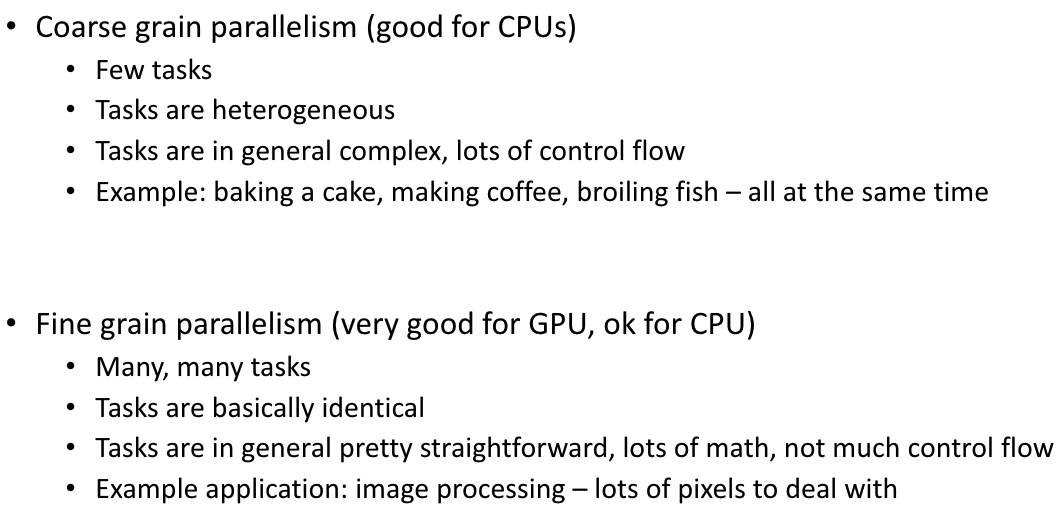 • Coarse grain parallelism (good for CPUs)
• Few tasks
• Tasks are heterogeneous
• Tasks are in general complex, lots of control flow
• Example: baking a cake, making coffee, broiling fish – all at the same time
• Fine grain parallelism (very good for GPU, ok for CPU)
• Many, many tasks
• Tasks are basically identical
• Tasks are in general pretty straightforward, lots of math, not much control flow
• Example application: image processing – lots of pixels to deal with